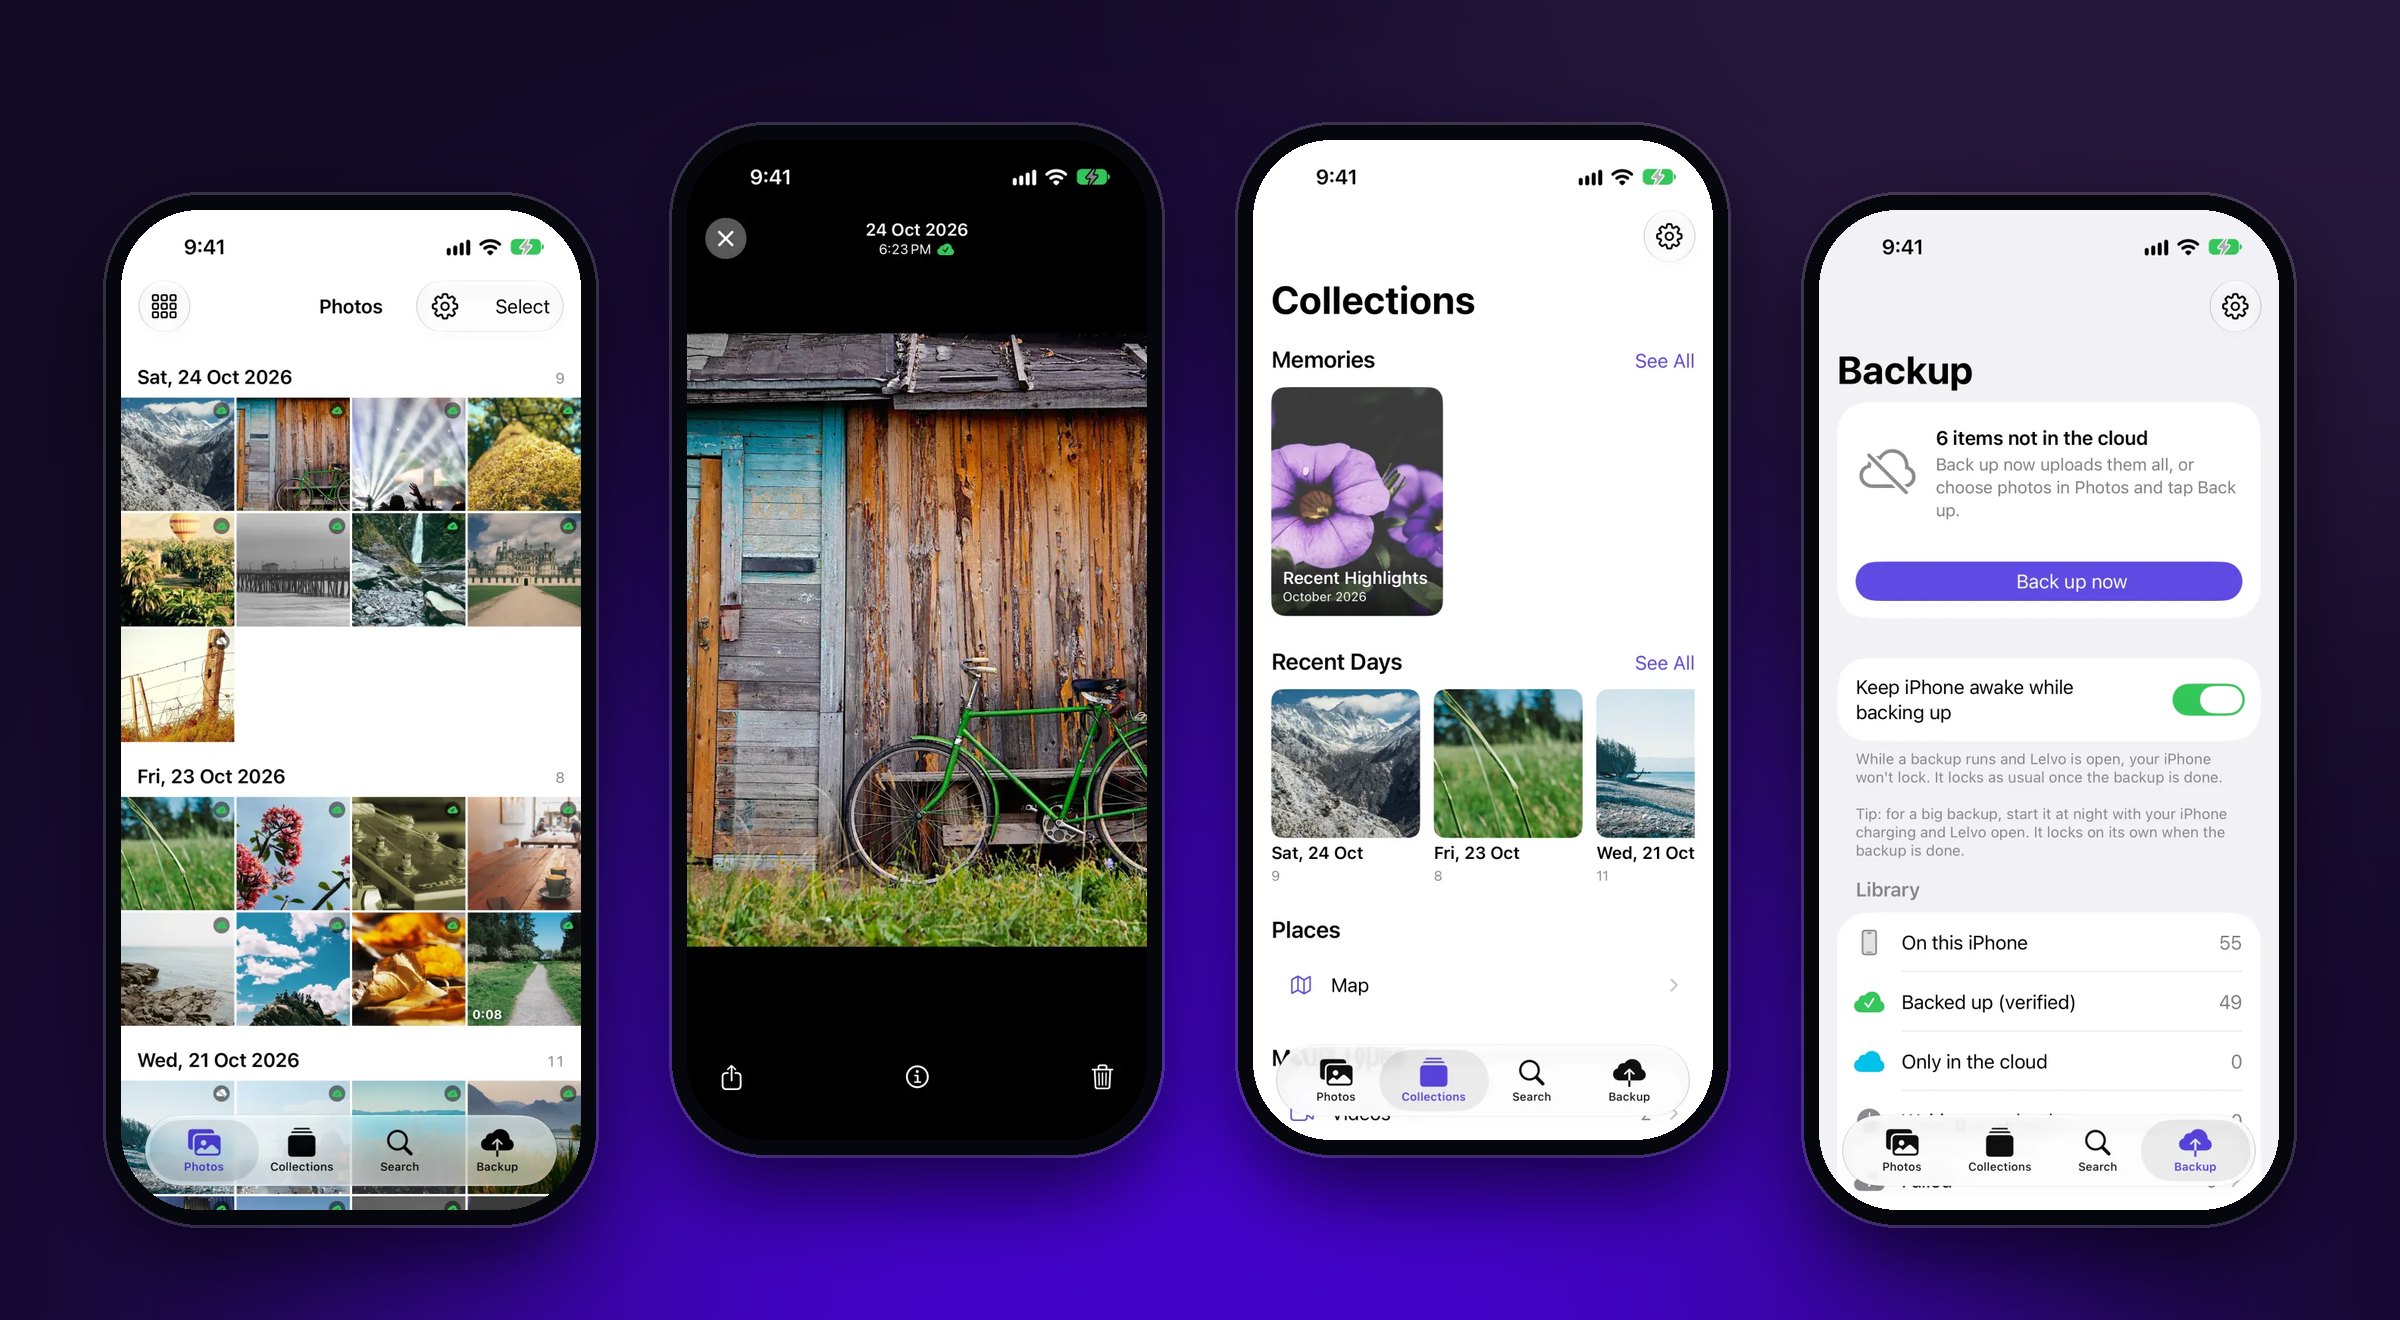 9:41
Photos
Select
Sat, 24 Oct 2026
9
Fri, 23 Oct 2026
8
0:08
Wed, 21 Oct 2026
11
Photos
Collections
Search
Backup
9:41
24 Oct 2026
6:23 PM
9:41
Collections
Memories
See All
Recent Highlights
October 2026
Recent Days
See All
Sat, 24 Oct
9
Fri, 23 Oct
8
Wed, 21 Oct
11
Places
Map
Videos
2
Photos
Collections
Search
Backup
9:41
Backup
6 items not in the cloud
Back up now uploads them all, or
choose photos in Photos and tap Back
up.
Back up now
Keep iPhone awake while
backing up
While a backup runs and Lelvo is open, your iPhone
won't lock. It locks as usual once the backup is done.
Tip: for a big backup, start it at night with your iPhone
charging and Lelvo open. It locks on its own when the
backup is done.
Library
On this iPhone
55
Backed up (verified)
49
Only in the cloud
0
Photos
Collections
Search
Backup